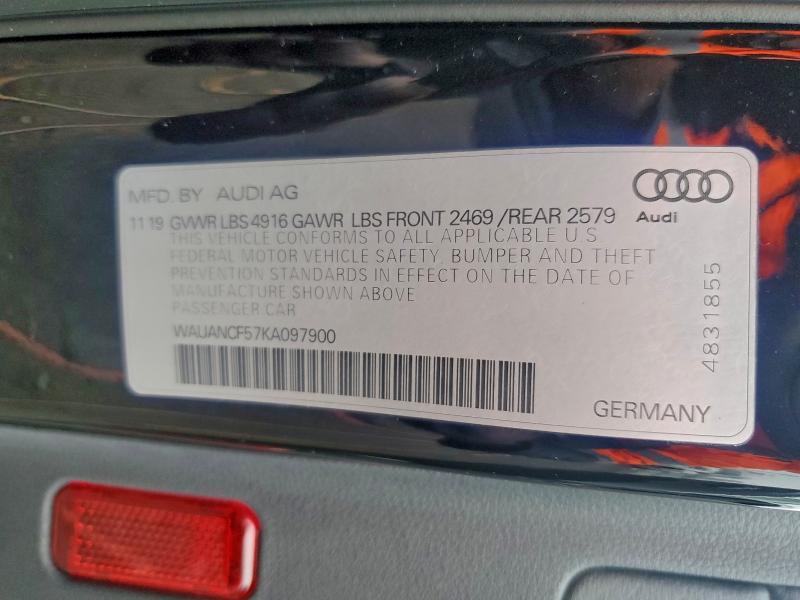 MFD. BY AUDI AG
11 19 GVWR LBS 4916 GAWR LBS FRONT 2469 /REAR 2579
Audi
THIS VEHICLE CONFORMS TO ALL APPLICABLE U S
FEDERAL MOTOR VEHICLE SAFETY, BUMPER AND THEFT
PREVENTION STANDARDS IN EFFECT ON THE DATE OF
MANUFACTURE SHOWN ABOVE
PASSENGER CAR
WAUANCF57KA097900
4831855
GERMANY